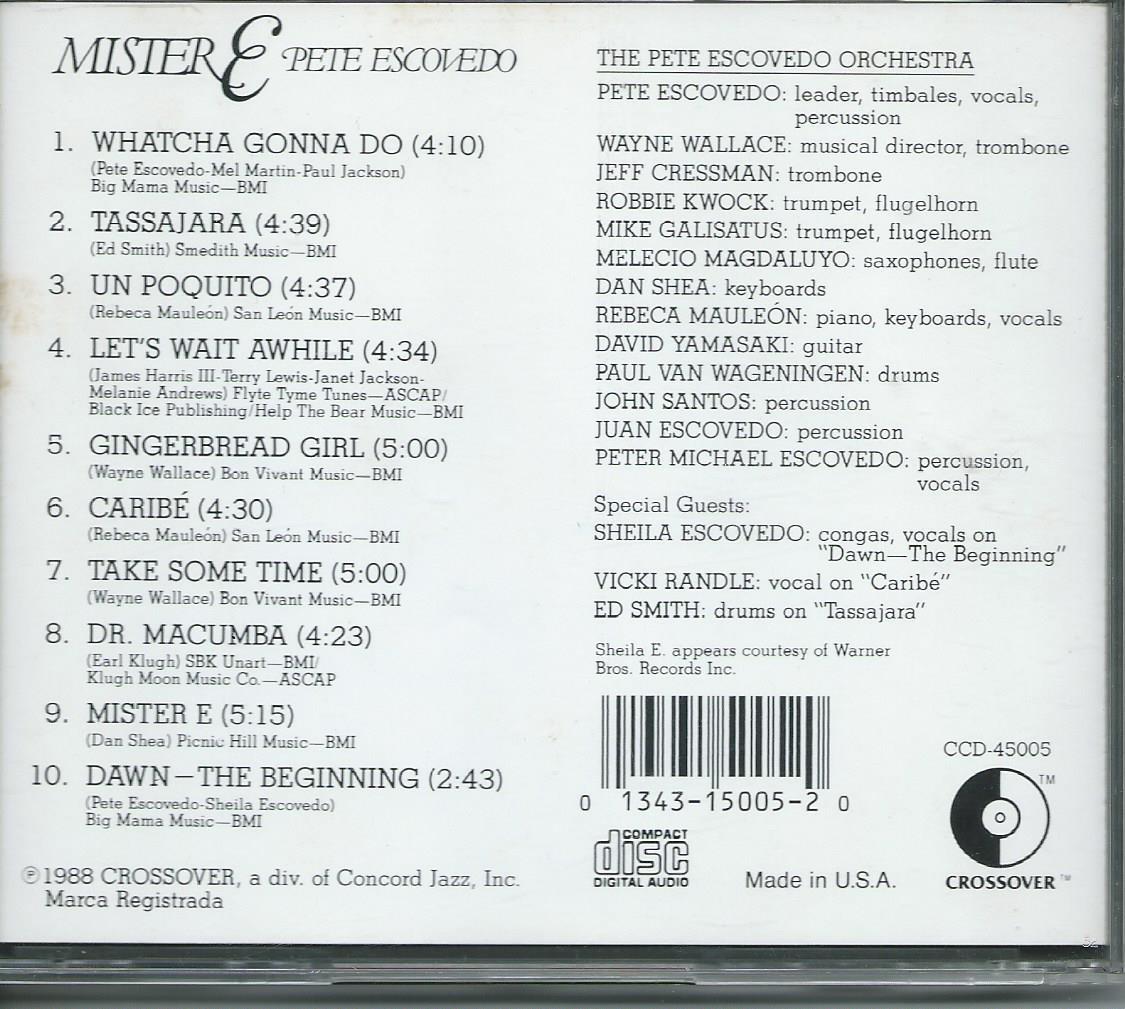 MISTER E PETE ESCOVEDO
1. WHATCHA GONNA DO (4:10)
(Pete Escovedo-Mel Martin-Paul Jackson)
Big Mama Music—BMI
2. TASSAJARA (4:39)
(Ed Smith) Smedith Music—BMI
3. UN POQUITO (4:37)
(Rebeca Mauleón) San León Music—BMI
4. LET'S WAIT AWHILE (4:34)
(James Harris III-Terry Lewis-Janet Jackson-
Melanie Andrews) Flyte Tyme Tunes—ASCAP/
Black Ice Publishing/Help The Bear Music—BMI
5. GINGERBREAD GIRL (5:00)
(Wayne Wallace) Bon Vivant Music—BMI
6. CARIBÉ (4:30)
(Rebeca Mauleón) San León Music—BMI
7. TAKE SOME TIME (5:00)
(Wayne Wallace) Bon Vivant Music—BMI
8. DR. MACUMBA (4:23)
(Earl Klugh) SBK Unart—BMI/
Klugh Moon Music Co.—ASCAP
9. MISTER E (5:15)
(Dan Shea) Picnic Hill Music—BMI
10. DAWN—THE BEGINNING (2:43)
(Pete Escovedo-Sheila Escovedo)
Big Mama Music—BMI
℗1988 CROSSOVER, a div. of Concord Jazz, Inc.
Marca Registrada
THE PETE ESCOVEDO ORCHESTRA
PETE ESCOVEDO: leader, timbales, vocals,
percussion
WAYNE WALLACE: musical director, trombone
JEFF CRESSMAN: trombone
ROBBIE KWOCK: trumpet, flugelhorn
MIKE GALISATUS: trumpet, flugelhorn
MELECIO MAGDALUYO: saxophones, flute
DAN SHEA: keyboards
REBECA MAULEÓN: piano, keyboards, vocals
DAVID YAMASAKI: guitar
PAUL VAN WAGENINGEN: drums
JOHN SANTOS: percussion
JUAN ESCOVEDO: percussion
PETER MICHAEL ESCOVEDO: percussion,
vocals
Special Guests:
SHEILA ESCOVEDO: congas, vocals on
"Dawn—The Beginning"
VICKI RANDLE: vocal on "Caribé"
ED SMITH: drums on "Tassajara"
Sheila E. appears courtesy of Warner
Bros. Records Inc.
0 1343-15005-2 0
COMPACT
disc
DIGITAL AUDIO
Made in U.S.A.
CCD-45005
TM
CROSSOVER™